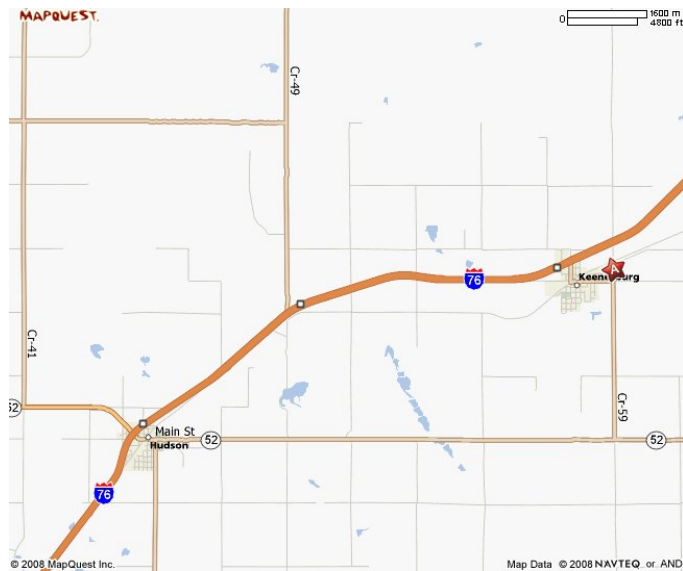 MAPQUEST.
0 1600 m
4800 ft
Cr-49
76
A
Cr-41
Cr-59
52
Main St
52
52
Hudson
76
© 2008 MapQuest Inc.
Map Data © 2008 NAVTEQ or AND